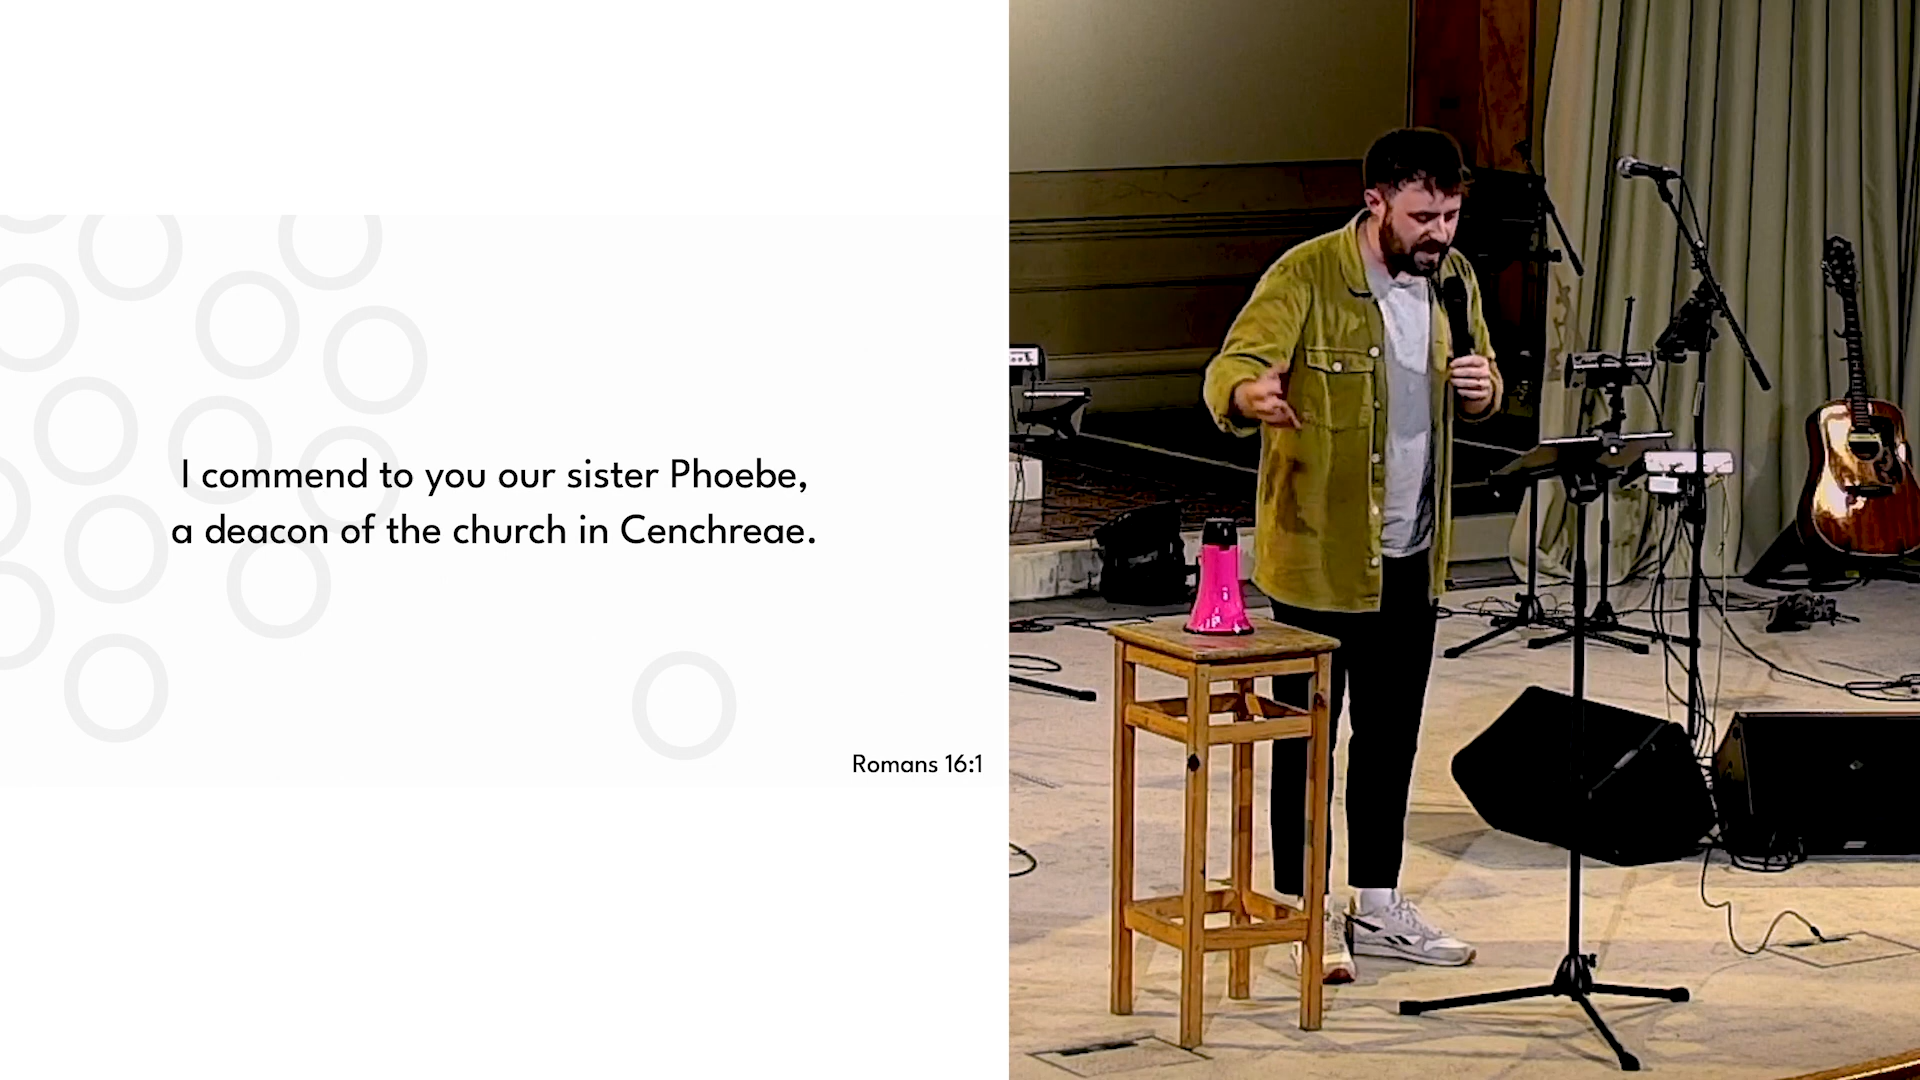 I commend to you our sister Phoebe,
a deacon of the church in Cenchreae.
Romans 16:1